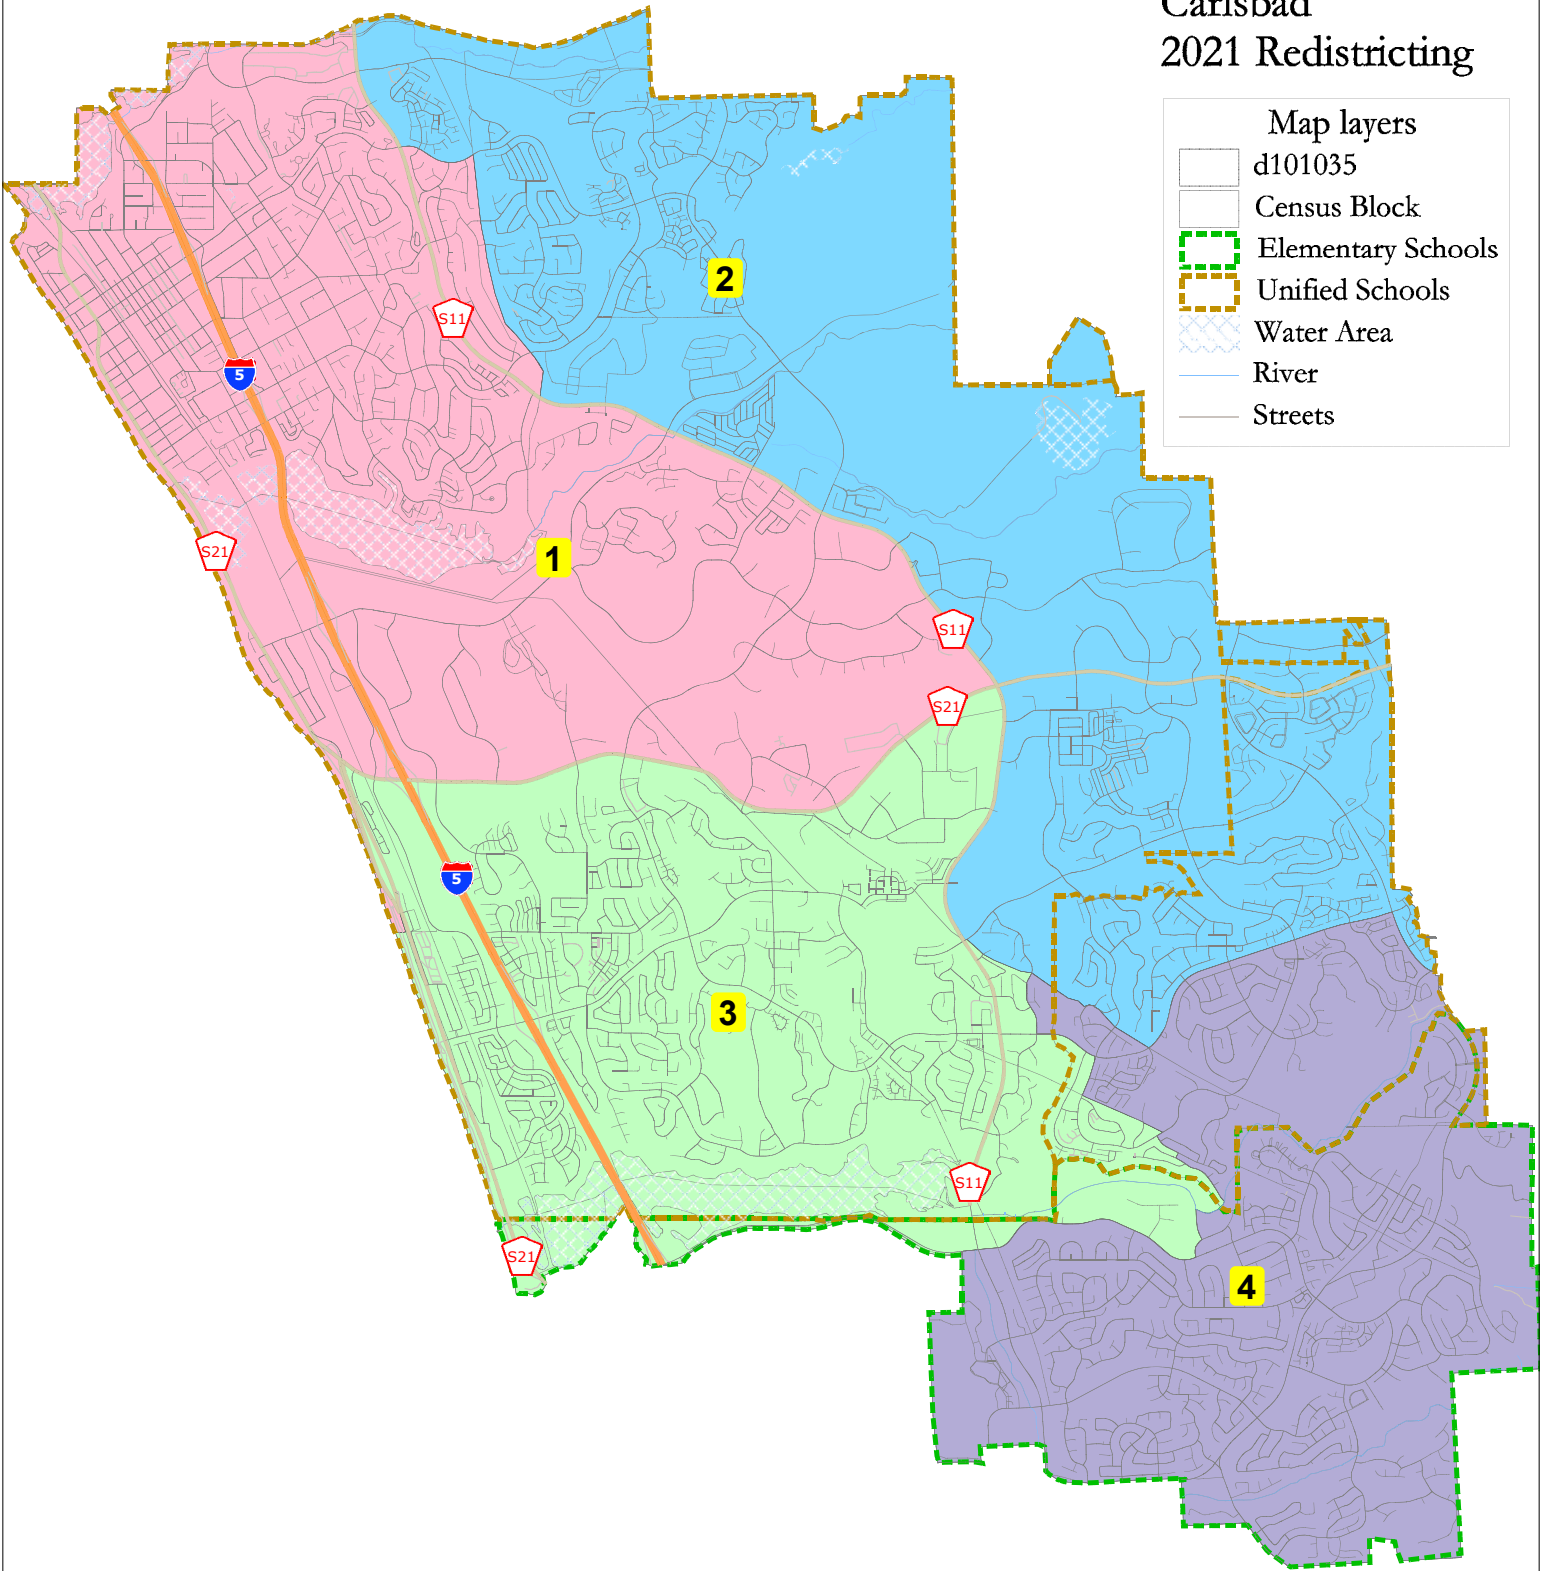 Carlsbad
2021 Redistricting
Map layers
d101035
Census Block
Elementary Schools
Unified Schools
Water Area
River
Streets
2
S11
5
S21
1
S11
S21
5
3
S11
S21
4